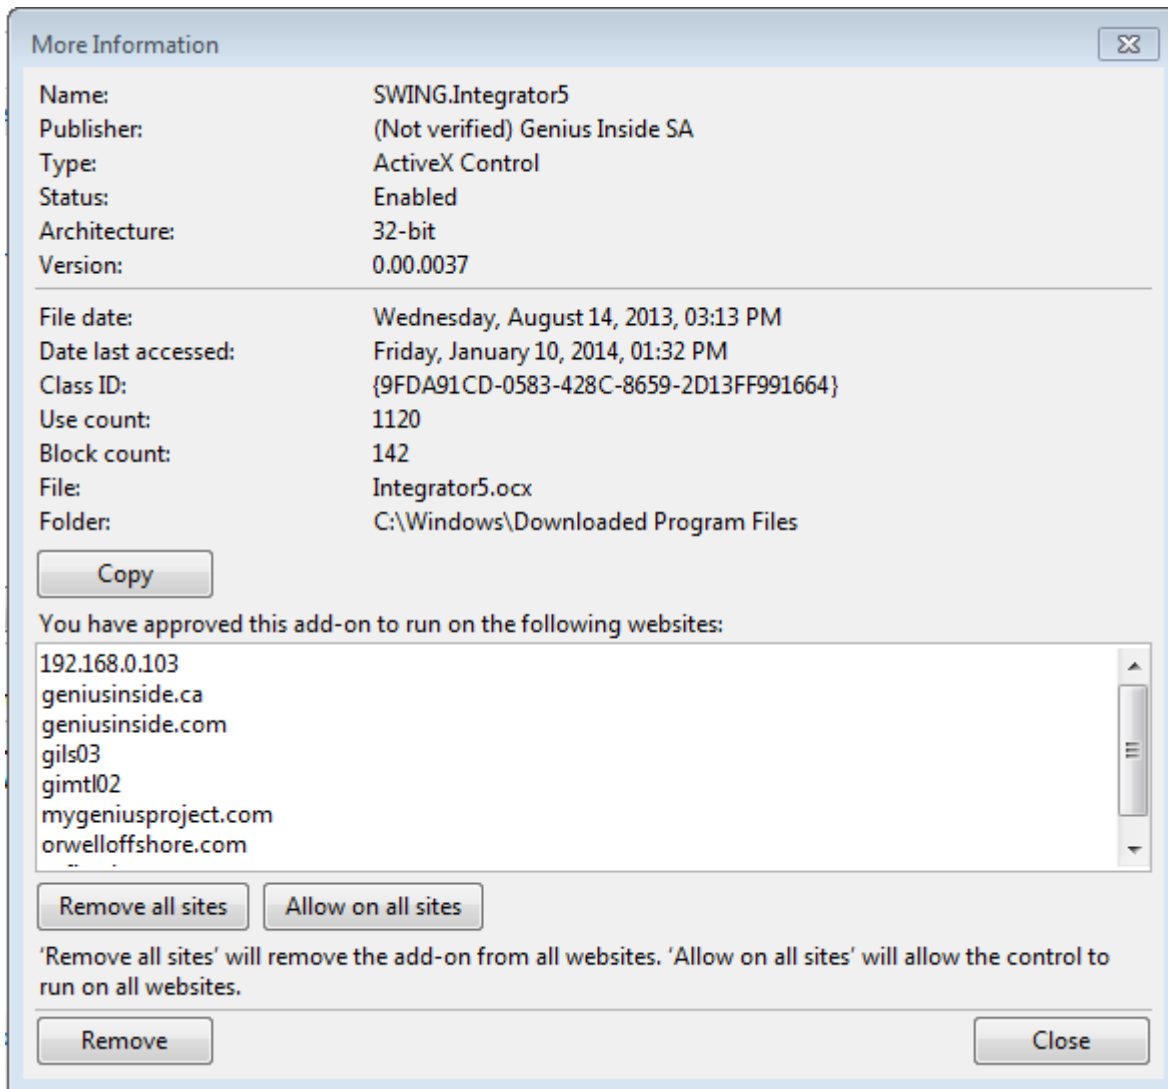 More Information
Name: SWING.Integrator5
Publisher: (Not verified) Genius Inside SA
Type: ActiveX Control
Status: Enabled
Architecture: 32-bit
Version: 0.00.0037
File date: Wednesday, August 14, 2013, 03:13 PM
Date last accessed: Friday, January 10, 2014, 01:32 PM
Class ID: {9FDA91CD-0583-428C-8659-2D13FF991664}
Use count: 1120
Block count: 142
File: Integrator5.ocx
Folder: C:\Windows\Downloaded Program Files
Copy
You have approved this add-on to run on the following websites:
192.168.0.103
geniusinside.ca
geniusinside.com
gils03
gimtl02
mygeniusproject.com
orwelloffshore.com
Remove all sites Allow on all sites
‘Remove all sites’ will remove the add-on from all websites. ‘Allow on all sites’ will allow the control to
run on all websites.
Remove Close